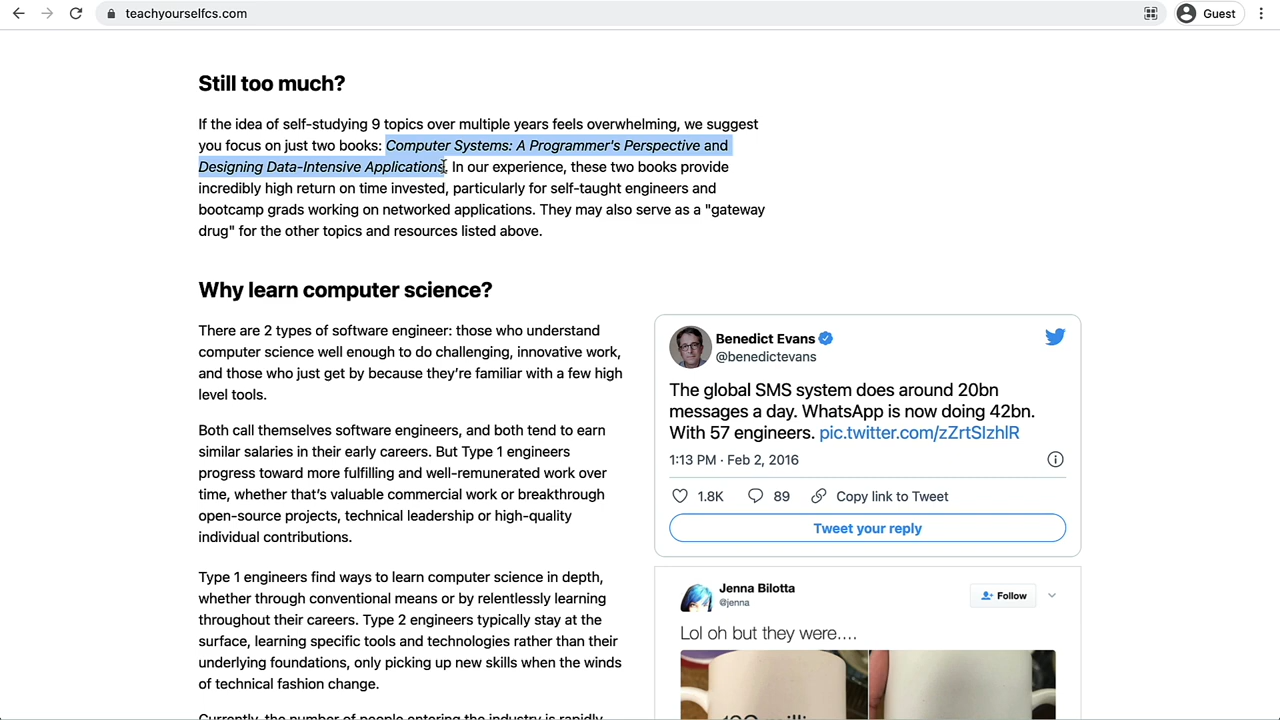 teachyourselfcs.com
Guest
Still too much?
If the idea of self-studying 9 topics over multiple years feels overwhelming, we suggest
you focus on just two books: Computer Systems: A Programmer's Perspective and
Designing Data-Intensive Applications. In our experience, these two books provide
incredibly high return on time invested, particularly for self-taught engineers and
bootcamp grads working on networked applications. They may also serve as a "gateway
drug" for the other topics and resources listed above.
Why learn computer science?
There are 2 types of software engineer: those who understand
computer science well enough to do challenging, innovative work,
and those who just get by because they’re familiar with a few high
level tools.
Both call themselves software engineers, and both tend to earn
similar salaries in their early careers. But Type 1 engineers
progress toward more fulfilling and well-remunerated work over
time, whether that’s valuable commercial work or breakthrough
open-source projects, technical leadership or high-quality
individual contributions.
Type 1 engineers find ways to learn computer science in depth,
whether through conventional means or by relentlessly learning
throughout their careers. Type 2 engineers typically stay at the
surface, learning specific tools and technologies rather than their
underlying foundations, only picking up new skills when the winds
of technical fashion change.
Currently, the number of people entering the industry is rapidly
Benedict Evans
@benedictevans
The global SMS system does around 20bn
messages a day. WhatsApp is now doing 42bn.
With 57 engineers. pic.twitter.com/zZrtSIzhIR
1:13 PM · Feb 2, 2016
1.8K 89 Copy link to Tweet
Tweet your reply
Jenna Bilotta
@jenna
Follow
Lol oh but they were....